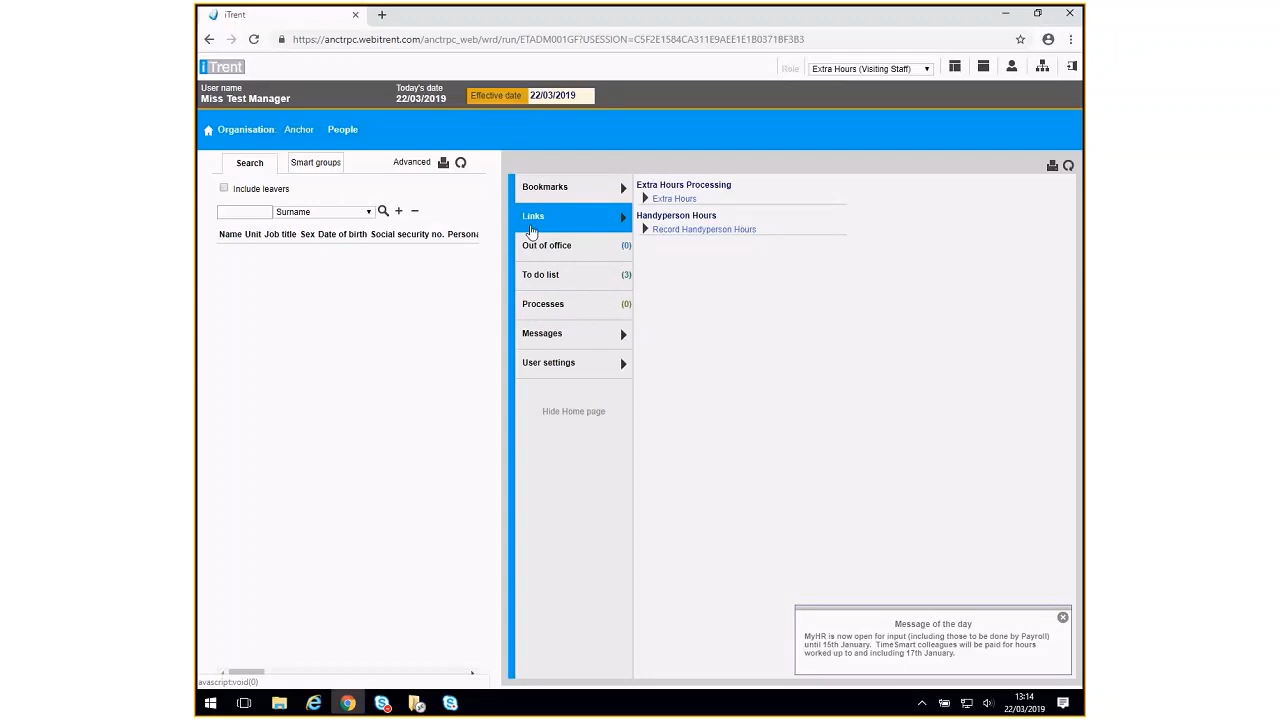 iTrent
https://anctrpc.webitrent.com/anctrpc_web/wrd/run/ETADM001GF?USESSION=C5F2E1584CA311E9AEE1E1B0371BF3B3
iTrent
Role Extra Hours (Visiting Staff)
User name
Miss Test Manager
Today's date
22/03/2019
Effective date 22/03/2019
Organisation: Anchor People
Search Smart groups Advanced
Include leavers
Surname
Name Unit Job title Sex Date of birth Social security no. Persona
Bookmarks
Links
Out of office (0)
To do list (3)
Processes (0)
Messages
User settings
Hide Home page
Extra Hours Processing
Extra Hours
Handyperson Hours
Record Handyperson Hours
Message of the day
MyHR is now open for input (including those to be done by Payroll)
until 15th January. TimeSmart colleagues will be paid for hours
worked up to and including 17th January.
avascript:void(0)
13:14
22/03/2019